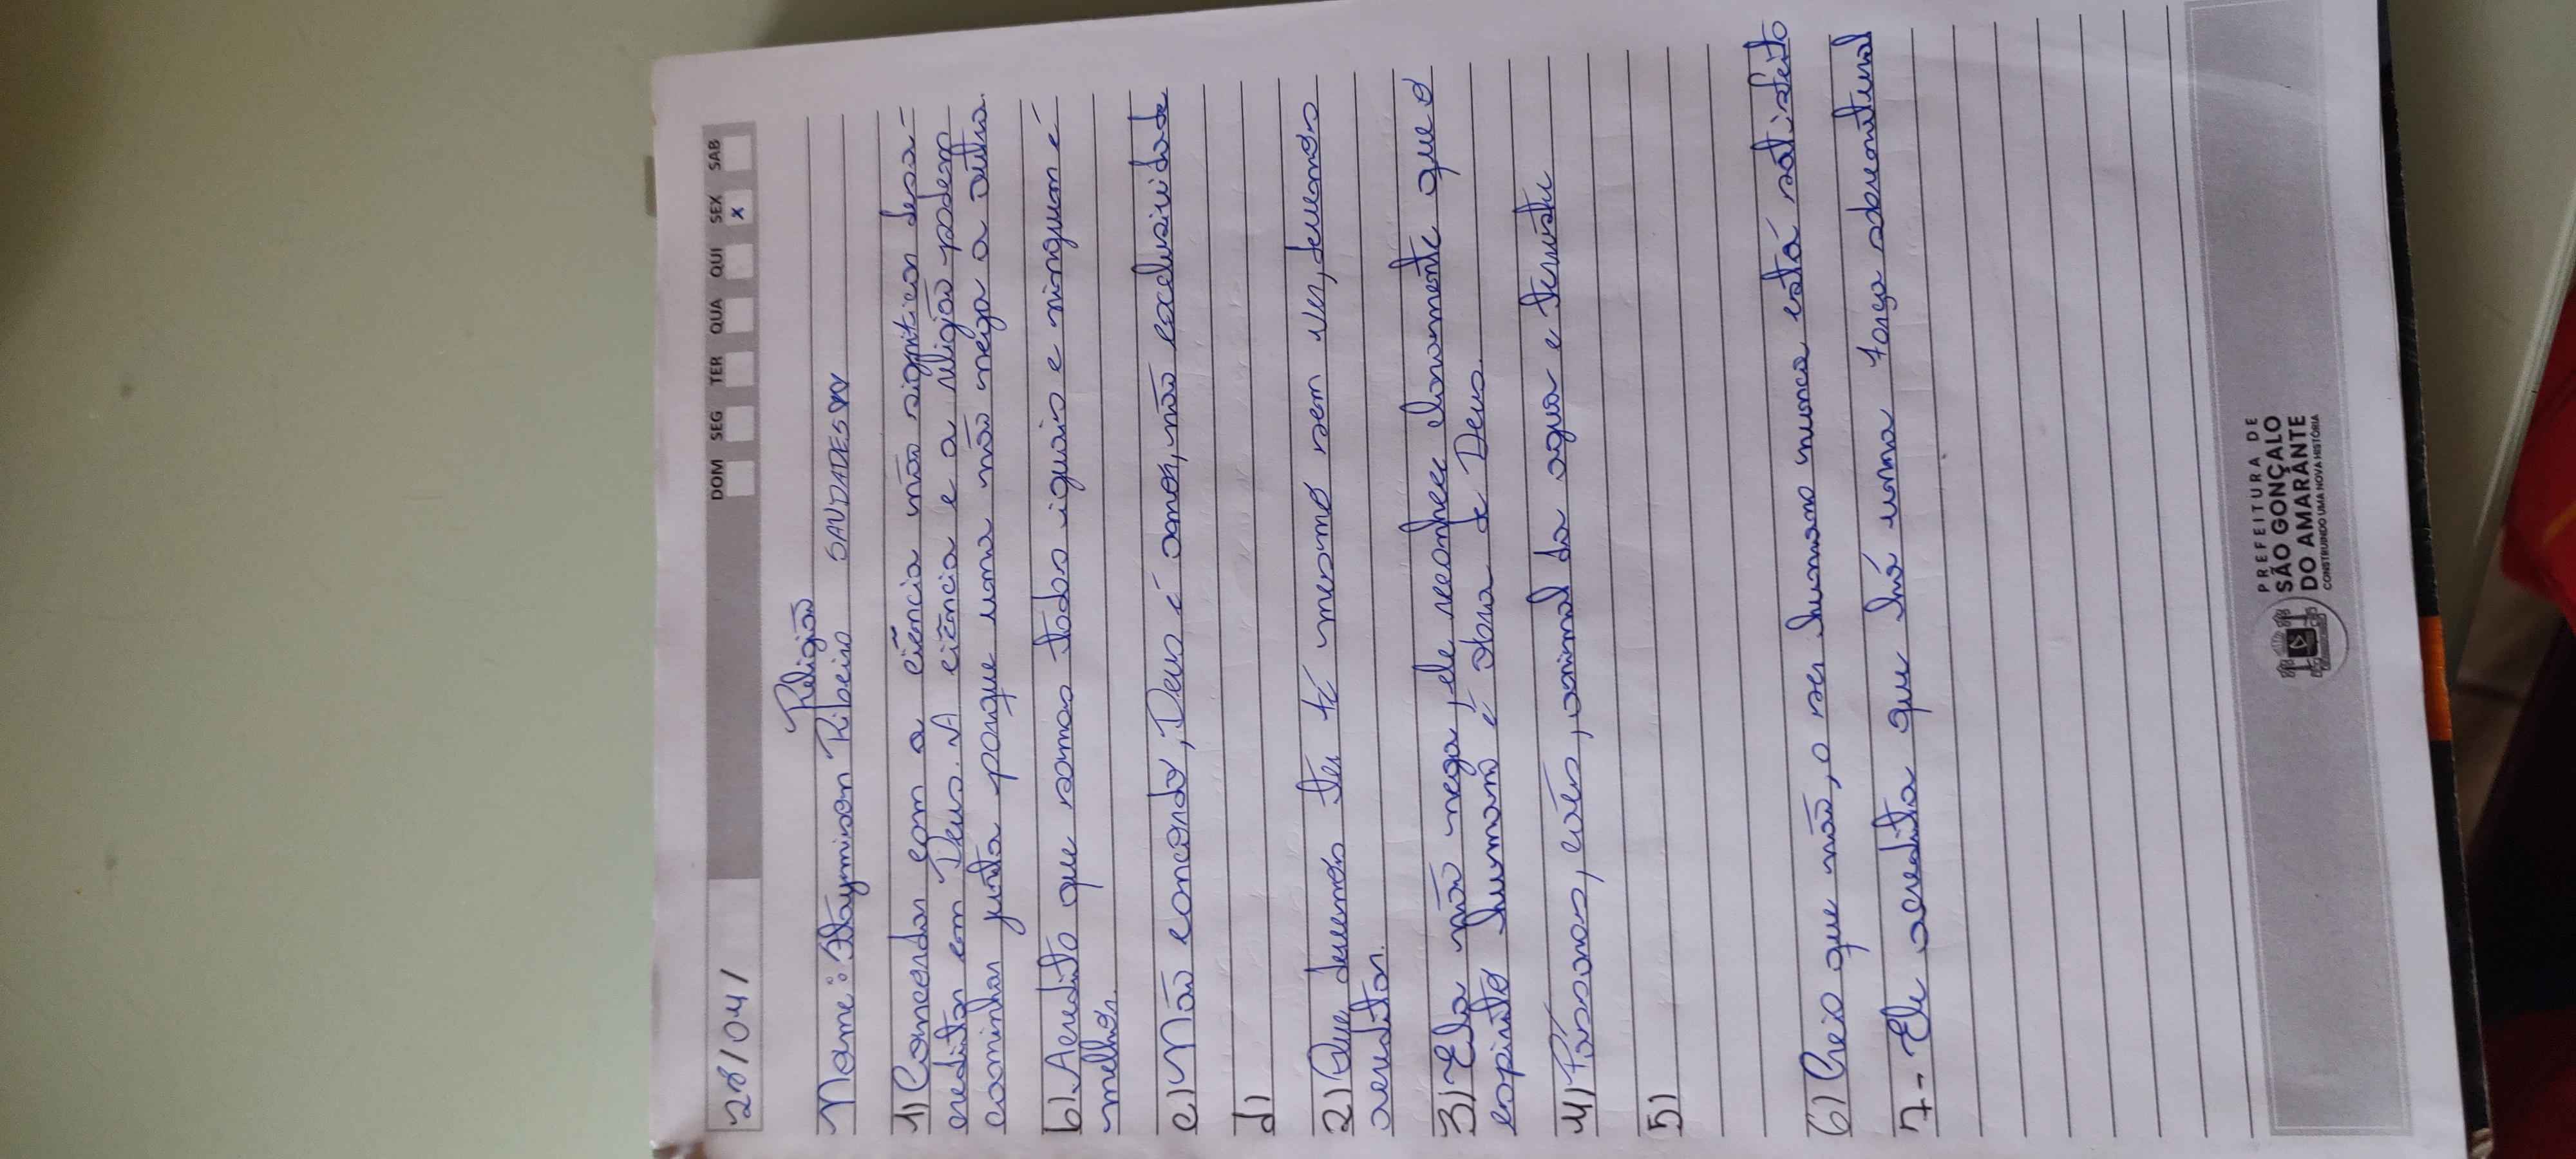 28/04/
DOM SEG TER QUA QUI SEX SAB
x
Religião
Nome: Ribeiro SAUDADES
1) Concordar com a ciência não significar desa-
creditar em Deus. A ciência e a religião podem
caminhar junta porque uma não nega a outra.
b) Acredito que somos todos iguais e ninguem é
melhor.
c) Não concordo, Deus é amor, não exclusividade
d)
2) Que devemos ter fé mesmo sem ver, devemos
acreditar.
3) Ela não nega, ele reconhece claramente que o
espirito humano é obra de Deus.
4) Pássaros, cães, animal da agua e terrestre
5)
6) Creio que não, o ser humano nunca está satisfeito
7- Ele acredita que há uma força sobrenatural
PREFEITURA DE
SÃO GONÇALO
DO AMARANTE
CONSTRUINDO UMA NOVA HISTÓRIA